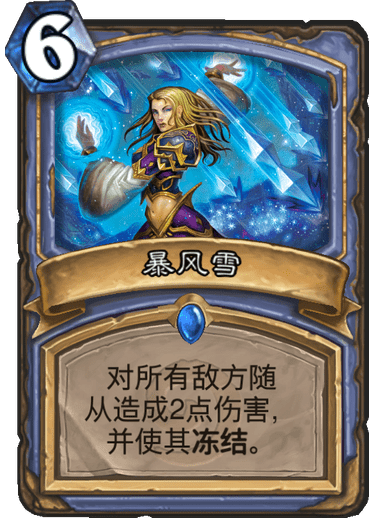 6
暴风雪
对所有敌方随
从造成2点伤害，
并使其冻结。